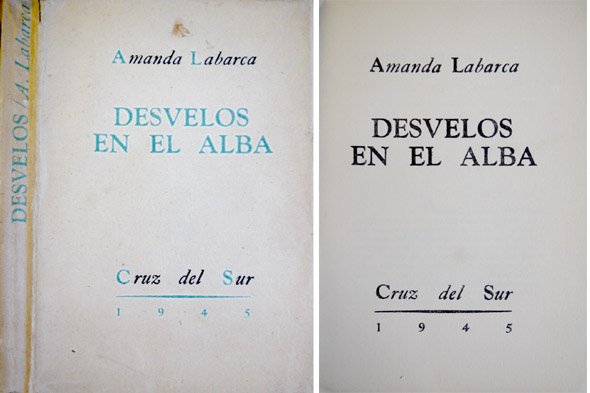 DESVELOS / A. Labarca
Amanda Labarca
DESVELOS
EN EL ALBA
Cruz del Sur
1 9 4 5
Amanda Labarca
DESVELOS
EN EL ALBA
Cruz del Sur
1 9 4 5